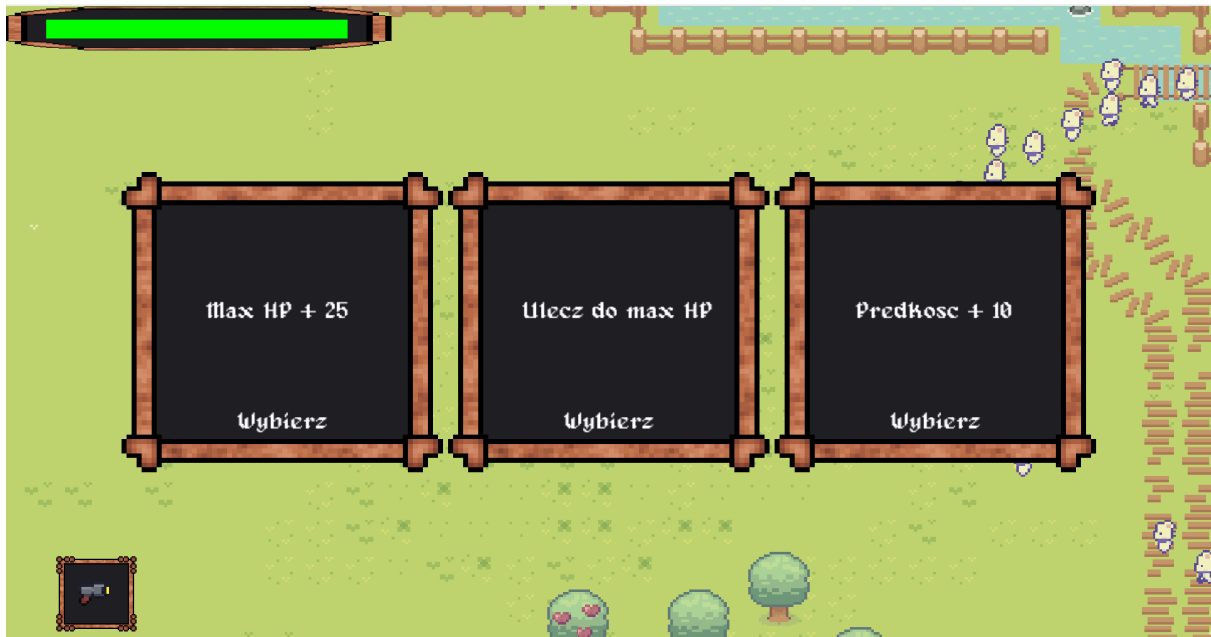 Max HP + 25
Wybierz
Ulecz do max HP
Wybierz
Predkosc + 10
Wybierz